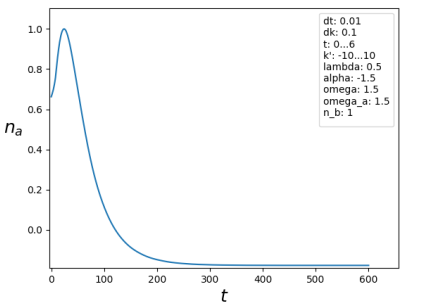 dt: 0.01
dk: 0.1
t: 0...6
k': -10...10
lambda: 0.5
alpha: -1.5
omega: 1.5
omega_a: 1.5
n_b: 1
1.0
0.8
0.6
0.4
0.2
0.0
n_a
0 100 200 300 400 500 600
t